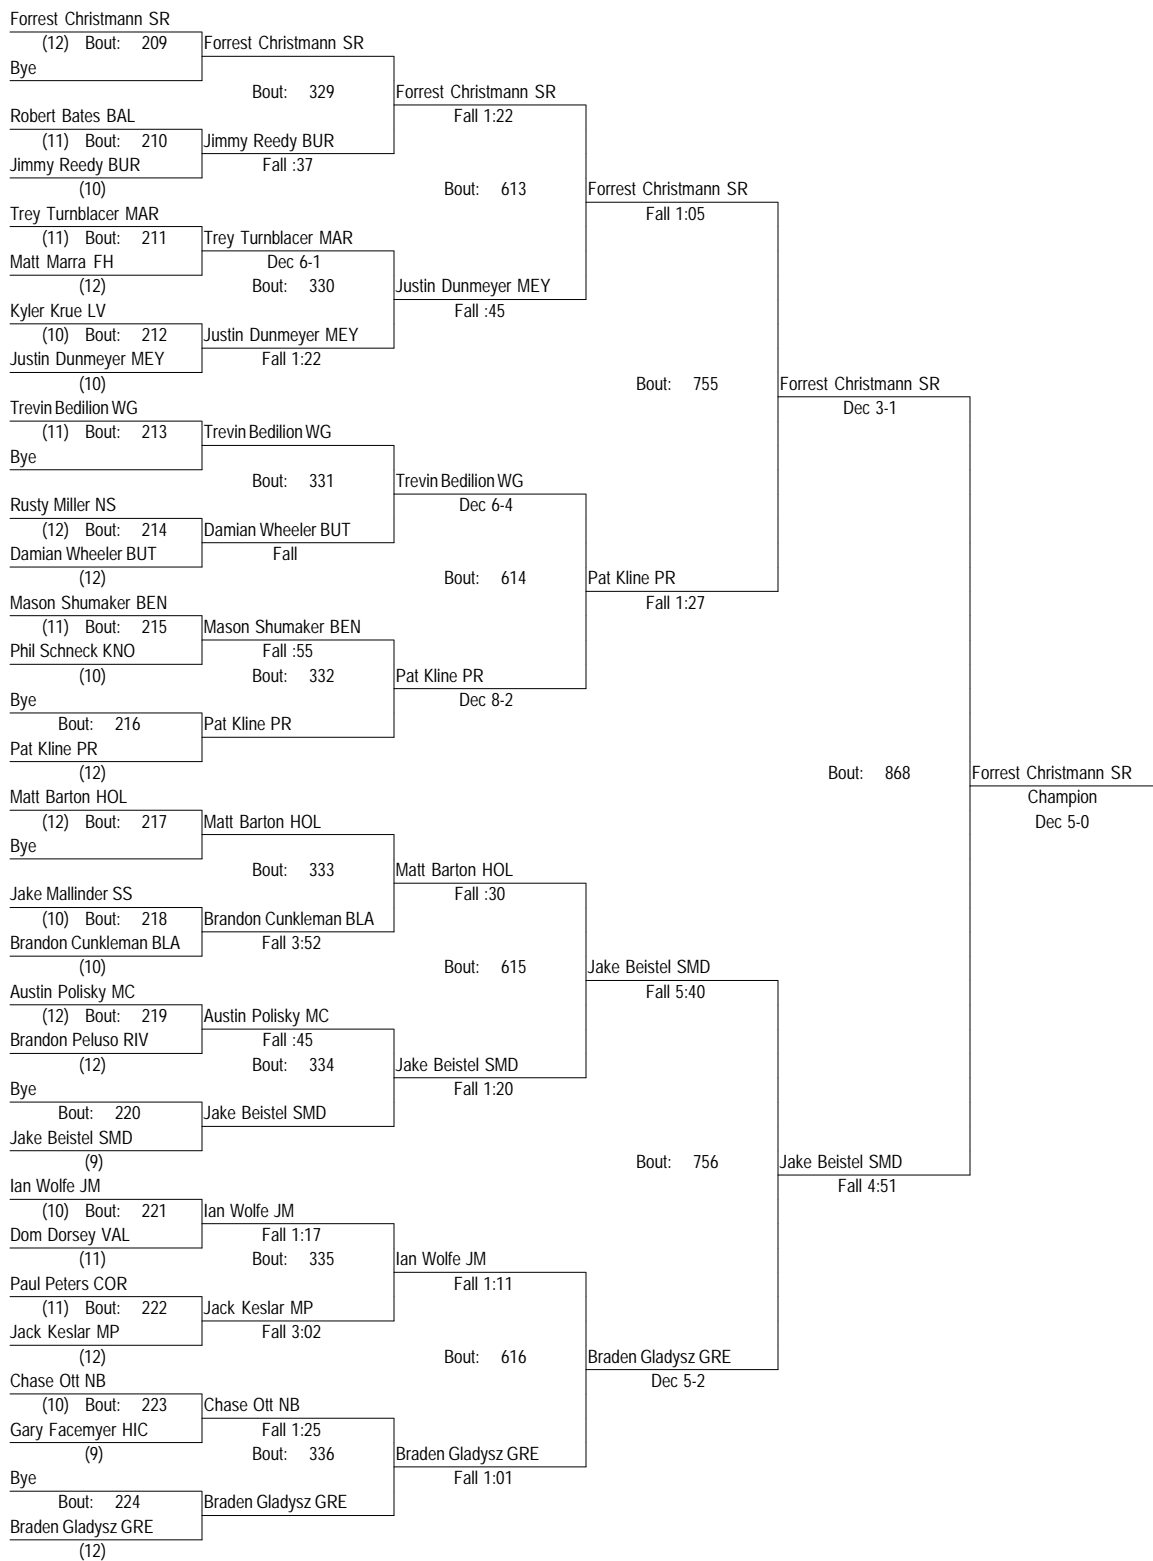 Forrest Christmann SR
(12) Bout: 209 Forrest Christmann SR
Bye
Bout: 329 Forrest Christmann SR
Robert Bates BAL Fall 1:22
(11) Bout: 210 Jimmy Reedy BUR
Jimmy Reedy BUR Fall :37
(10) Bout: 613 Forrest Christmann SR
Trey Turnblacer MAR Fall 1:05
(11) Bout: 211 Trey Turnblacer MAR
Matt Marra FH Dec 6-1
(12) Bout: 330 Justin Dunmeyer MEY
Kyler Krue LV Fall :45
(10) Bout: 212 Justin Dunmeyer MEY
Justin Dunmeyer MEY Fall 1:22
(10) Bout: 755 Forrest Christmann SR
Trevin Bedilion WG Dec 3-1
(11) Bout: 213 Trevin Bedilion WG
Bye
Bout: 331 Trevin Bedilion WG
Rusty Miller NS Dec 6-4
(12) Bout: 214 Damian Wheeler BUT
Damian Wheeler BUT Fall
(12) Bout: 614 Pat Kline PR
Mason Shumaker BEN Fall 1:27
(11) Bout: 215 Mason Shumaker BEN
Phil Schneck KNO Fall :55
(10) Bout: 332 Pat Kline PR
Bye Dec 8-2
Bout: 216 Pat Kline PR
Pat Kline PR
(12) Bout: 868 Forrest Christmann SR
Matt Barton HOL Champion
(12) Bout: 217 Matt Barton HOL Dec 5-0
Bye
Bout: 333 Matt Barton HOL
Jake Mallinder SS Fall :30
(10) Bout: 218 Brandon Cunkleman BLA
Brandon Cunkleman BLA Fall 3:52
(10) Bout: 615 Jake Beistel SMD
Austin Polisky MC Fall 5:40
(12) Bout: 219 Austin Polisky MC
Brandon Peluso RIV Fall :45
(12) Bout: 334 Jake Beistel SMD
Bye Fall 1:20
Bout: 220 Jake Beistel SMD
Jake Beistel SMD
(9) Bout: 756 Jake Beistel SMD
Ian Wolfe JM Fall 4:51
(10) Bout: 221 Ian Wolfe JM
Dom Dorsey VAL Fall 1:17
(11) Bout: 335 Ian Wolfe JM
Paul Peters COR Fall 1:11
(11) Bout: 222 Jack Keslar MP
Jack Keslar MP Fall 3:02
(12) Bout: 616 Braden Gladysz GRE
Chase Ott NB Dec 5-2
(10) Bout: 223 Chase Ott NB
Gary Facemyer HIC Fall 1:25
(9) Bout: 336 Braden Gladysz GRE
Bye Fall 1:01
Bout: 224 Braden Gladysz GRE
Braden Gladysz GRE
(12)